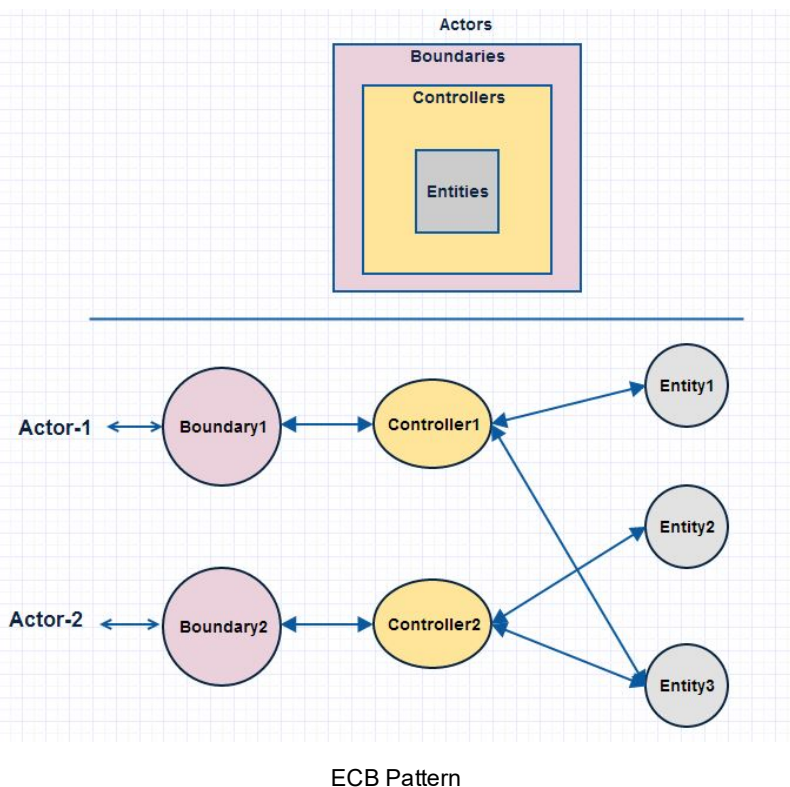 Actors
Boundaries
Controllers
Entities
Entity1
Actor-1
Boundary1
Controller1
Entity2
Actor-2
Boundary2
Controller2
Entity3
ECB Pattern